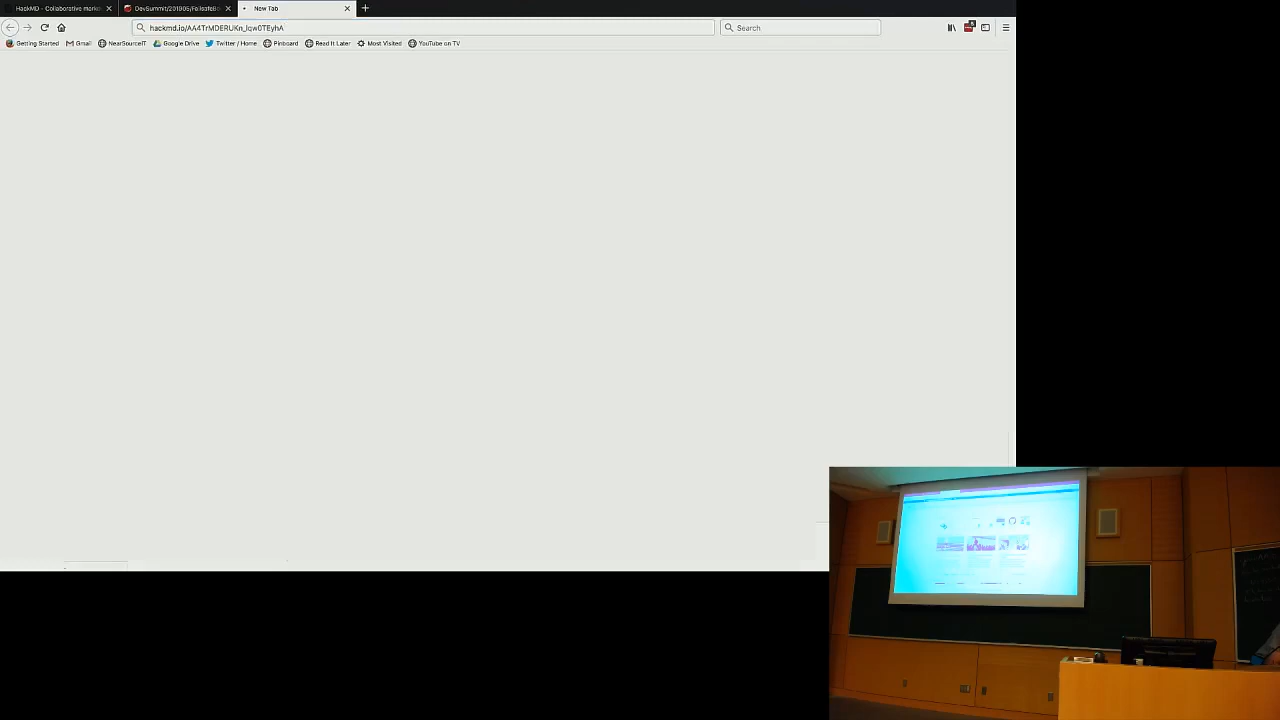 HackMD - Collaborative mark
DevSummit/201905/FailsafeBo
New Tab
hackmd.io/AA4TrMDERUKn_lqw0TEyhA
Search
Getting Started
Gmail
NearSourceIT
Google Drive
Twitter / Home
Pinboard
Read It Later
Most Visited
YouTube on TV